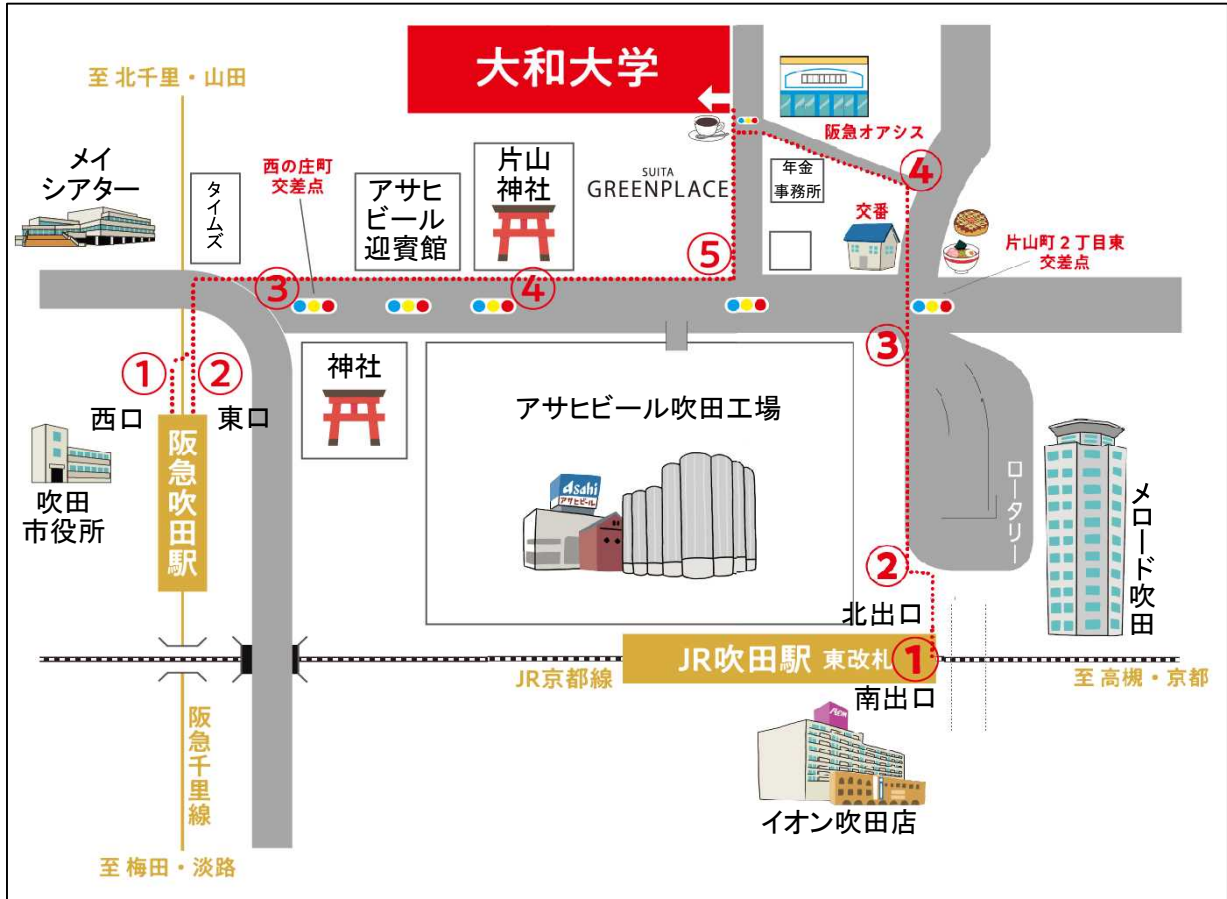 大和大学
至 北千里・山田
阪急オアシス
メイ
シアター
タイムズ
西の庄町
交差点
アサヒ
ビール
迎賓館
片山
神社
SUITA
GREENPLACE
年金
事務所
④
交番
⑤
片山町2丁目東
交差点
③
④
③
①
②
西口
東口
神社
アサヒビール吹田工場
阪急吹田駅
吹田
市役所
Asahi
アサヒビール
ロータリー
メロード吹田
②
北出口
JR吹田駅 東改札
①
JR京都線
南出口
至 高槻・京都
阪急千里線
AEON
イオン吹田店
至 梅田・淡路